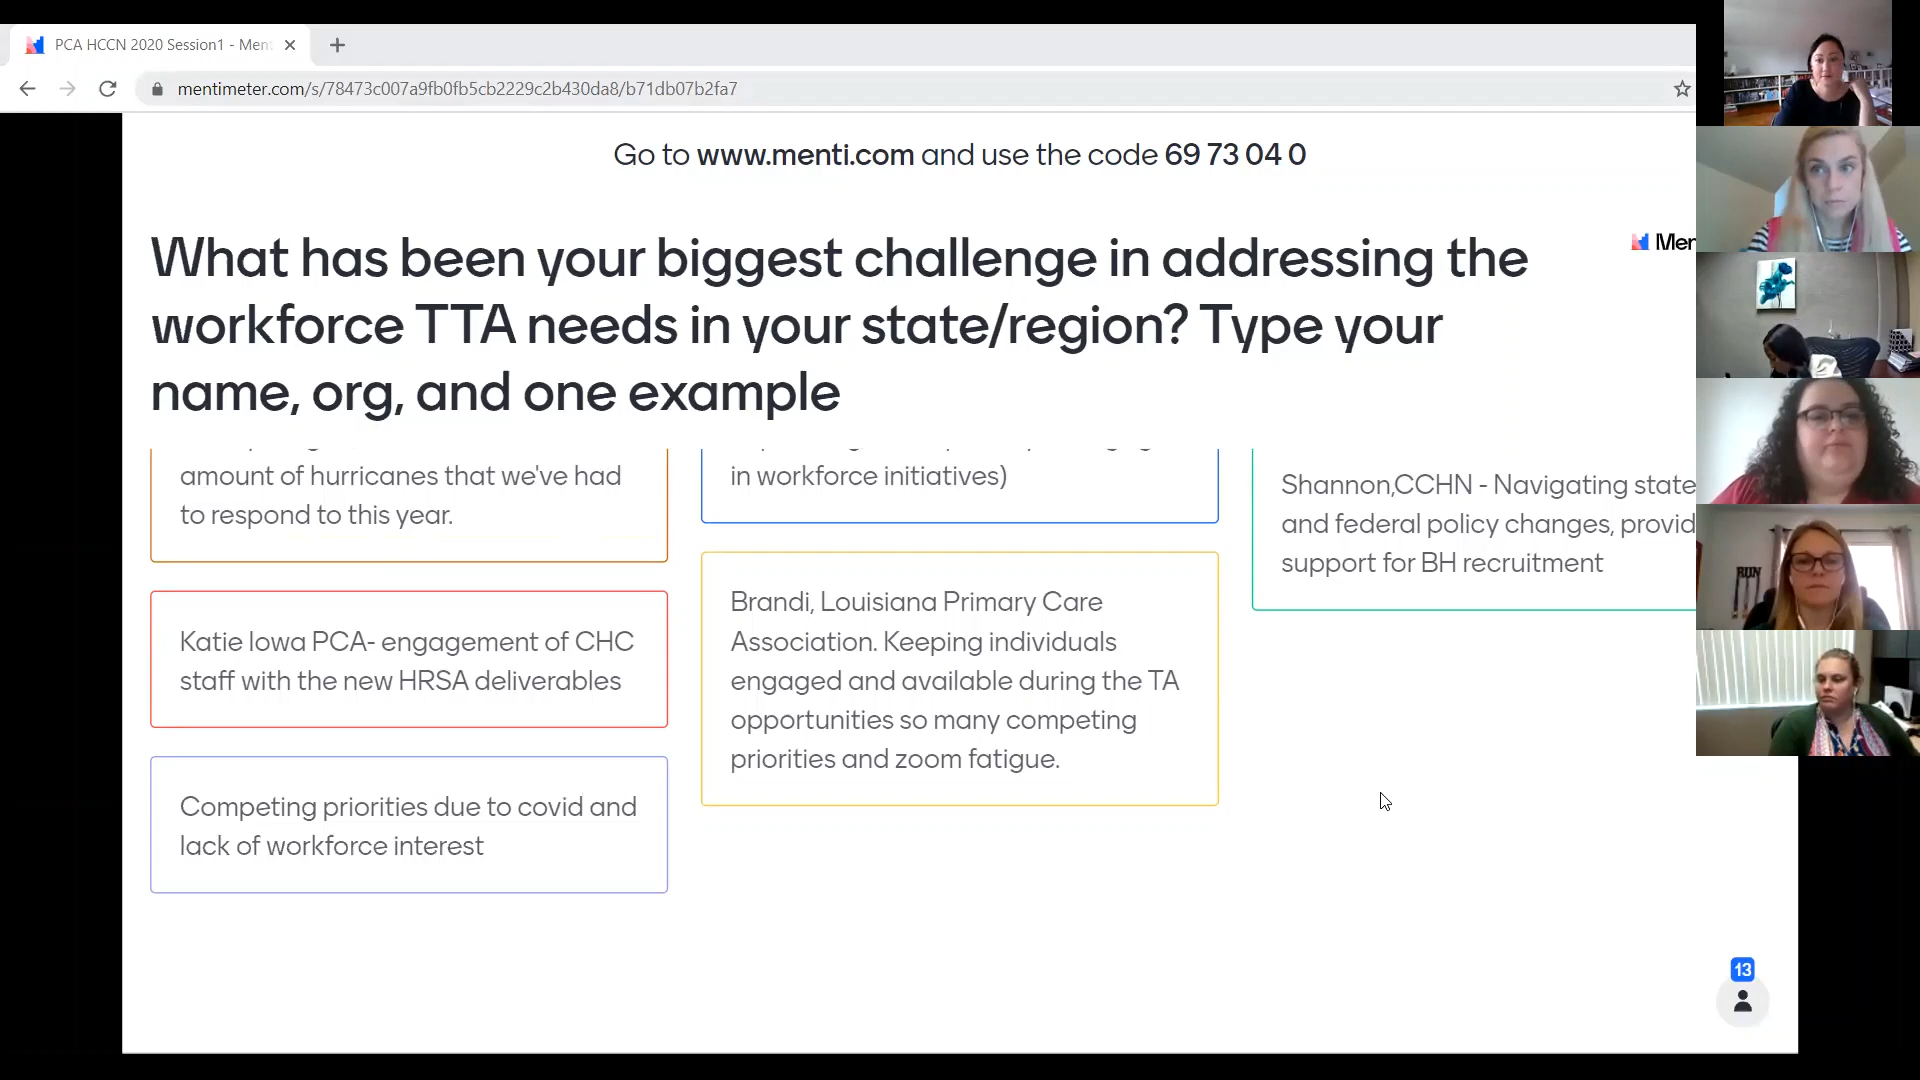 PCA HCCN 2020 Session1 - Ment
mentimeter.com/s/78473c007a9fb0fb5cb2229c2b430da8/b71db07b2fa7
Go to www.menti.com and use the code 69 73 04 0
What has been your biggest challenge in addressing the
workforce TTA needs in your state/region? Type your
name, org, and one example
Mer
amount of hurricanes that we've had
to respond to this year.
Katie Iowa PCA- engagement of CHC
staff with the new HRSA deliverables
Competing priorities due to covid and
lack of workforce interest
in workforce initiatives)
Brandi, Louisiana Primary Care
Association. Keeping individuals
engaged and available during the TA
opportunities so many competing
priorities and zoom fatigue.
Shannon,CCHN - Navigating state
and federal policy changes, provid
support for BH recruitment
RUN
13